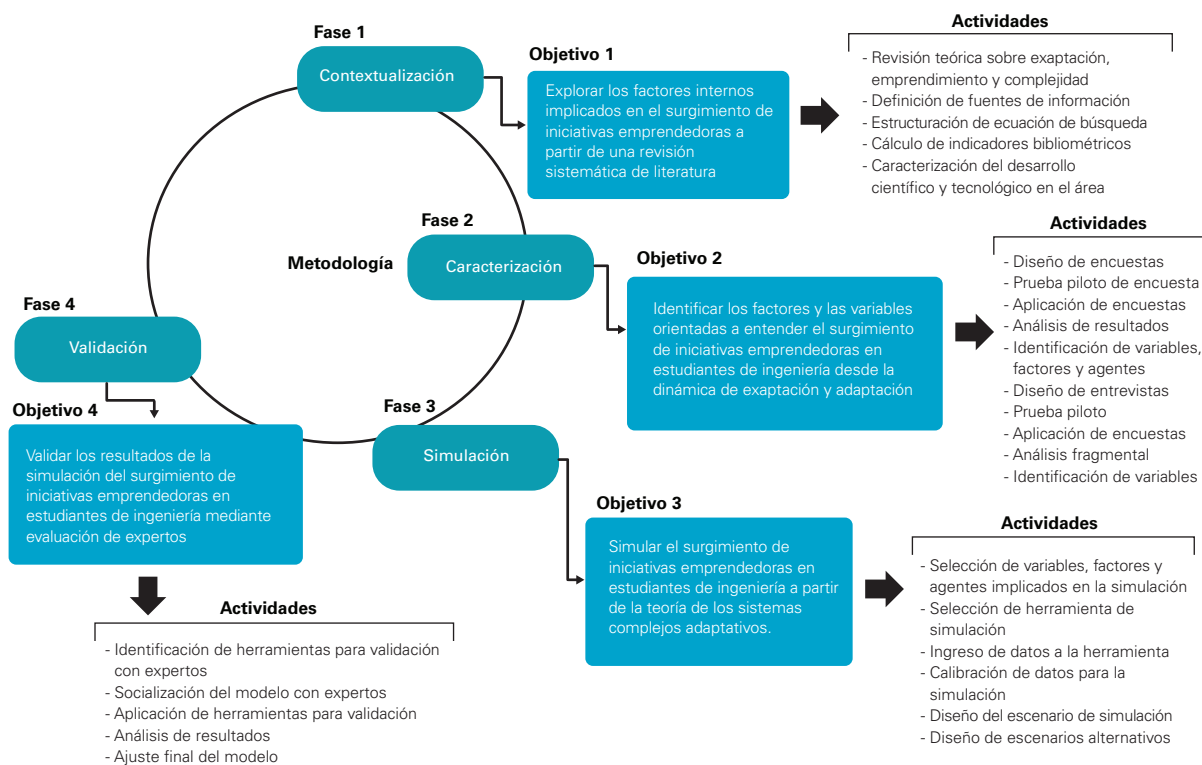 Fase 1
Contextualización
Objetivo 1
Explorar los factores internos
implicados en el surgimiento de
iniciativas emprendedoras a
partir de una revisión
sistemática de literatura
Actividades
- Revisión teórica sobre exaptación,
emprendimiento y complejidad
- Definición de fuentes de información
- Estructuración de ecuación de búsqueda
- Cálculo de indicadores bibliométricos
- Caracterización del desarrollo
científico y tecnológico en el área
Metodología
Fase 2
Caracterización
Objetivo 2
Identificar los factores y las variables
orientadas a entender el surgimiento
de iniciativas emprendedoras en
estudiantes de ingeniería desde la
dinámica de exaptación y adaptación
Actividades
- Diseño de encuestas
- Prueba piloto de encuesta
- Aplicación de encuestas
- Análisis de resultados
- Identificación de variables,
factores y agentes
- Diseño de entrevistas
- Prueba piloto
- Aplicación de encuestas
- Análisis fragmental
- Identificación de variables
Fase 3
Simulación
Objetivo 3
Simular el surgimiento de
iniciativas emprendedoras en
estudiantes de ingeniería a partir
de la teoría de los sistemas
complejos adaptativos.
Actividades
- Selección de variables, factores y
agentes implicados en la simulación
- Selección de herramienta de
simulación
- Ingreso de datos a la herramienta
- Calibración de datos para la
simulación
- Diseño del escenario de simulación
- Diseño de escenarios alternativos
Fase 4
Validación
Objetivo 4
Validar los resultados de la
simulación del surgimiento de
iniciativas emprendedoras en
estudiantes de ingeniería mediante
evaluación de expertos
Actividades
- Identificación de herramientas para validación
con expertos
- Socialización del modelo con expertos
- Aplicación de herramientas para validación
- Análisis de resultados
- Ajuste final del modelo